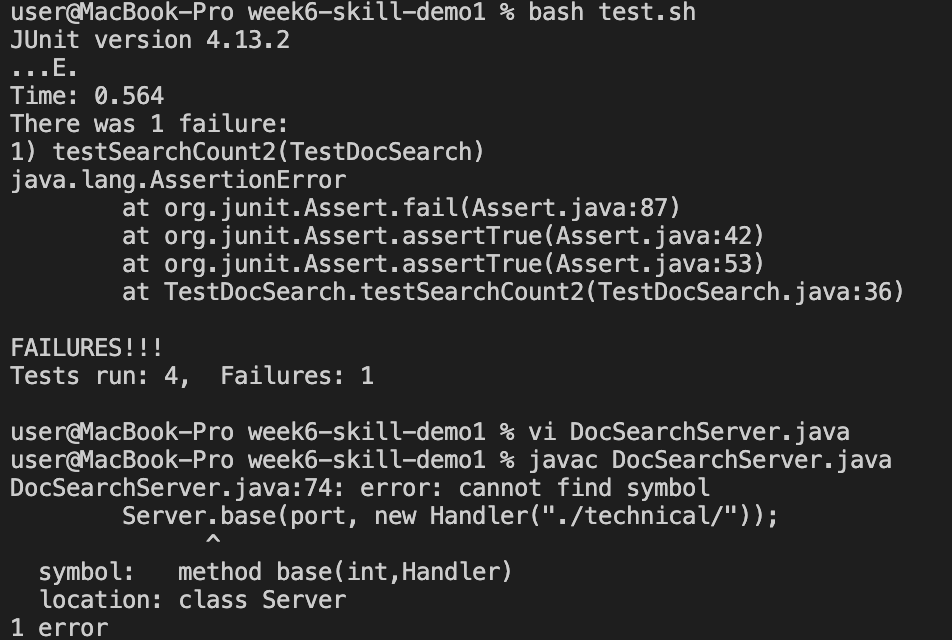 user@MacBook-Pro week6-skill-demo1 % bash test.sh
JUnit version 4.13.2
...E.
Time: 0.564
There was 1 failure:
1) testSearchCount2(TestDocSearch)
java.lang.AssertionError
        at org.junit.Assert.fail(Assert.java:87)
        at org.junit.Assert.assertTrue(Assert.java:42)
        at org.junit.Assert.assertTrue(Assert.java:53)
        at TestDocSearch.testSearchCount2(TestDocSearch.java:36)

FAILURES!!!
Tests run: 4,  Failures: 1

user@MacBook-Pro week6-skill-demo1 % vi DocSearchServer.java
user@MacBook-Pro week6-skill-demo1 % javac DocSearchServer.java
DocSearchServer.java:74: error: cannot find symbol
        Server.base(port, new Handler("./technical/"));
              ^
  symbol:   method base(int,Handler)
  location: class Server
1 error